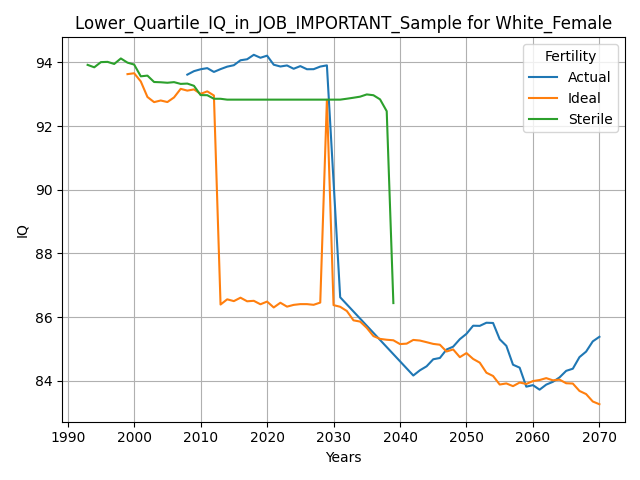 Lower_Quartile_IQ_in_JOB_IMPORTANT_Sample for White_Female
94
92
90
88
86
84
IQ
Fertility
Actual
Ideal
Sterile
1990 2000 2010 2020 2030 2040 2050 2060 2070
Years